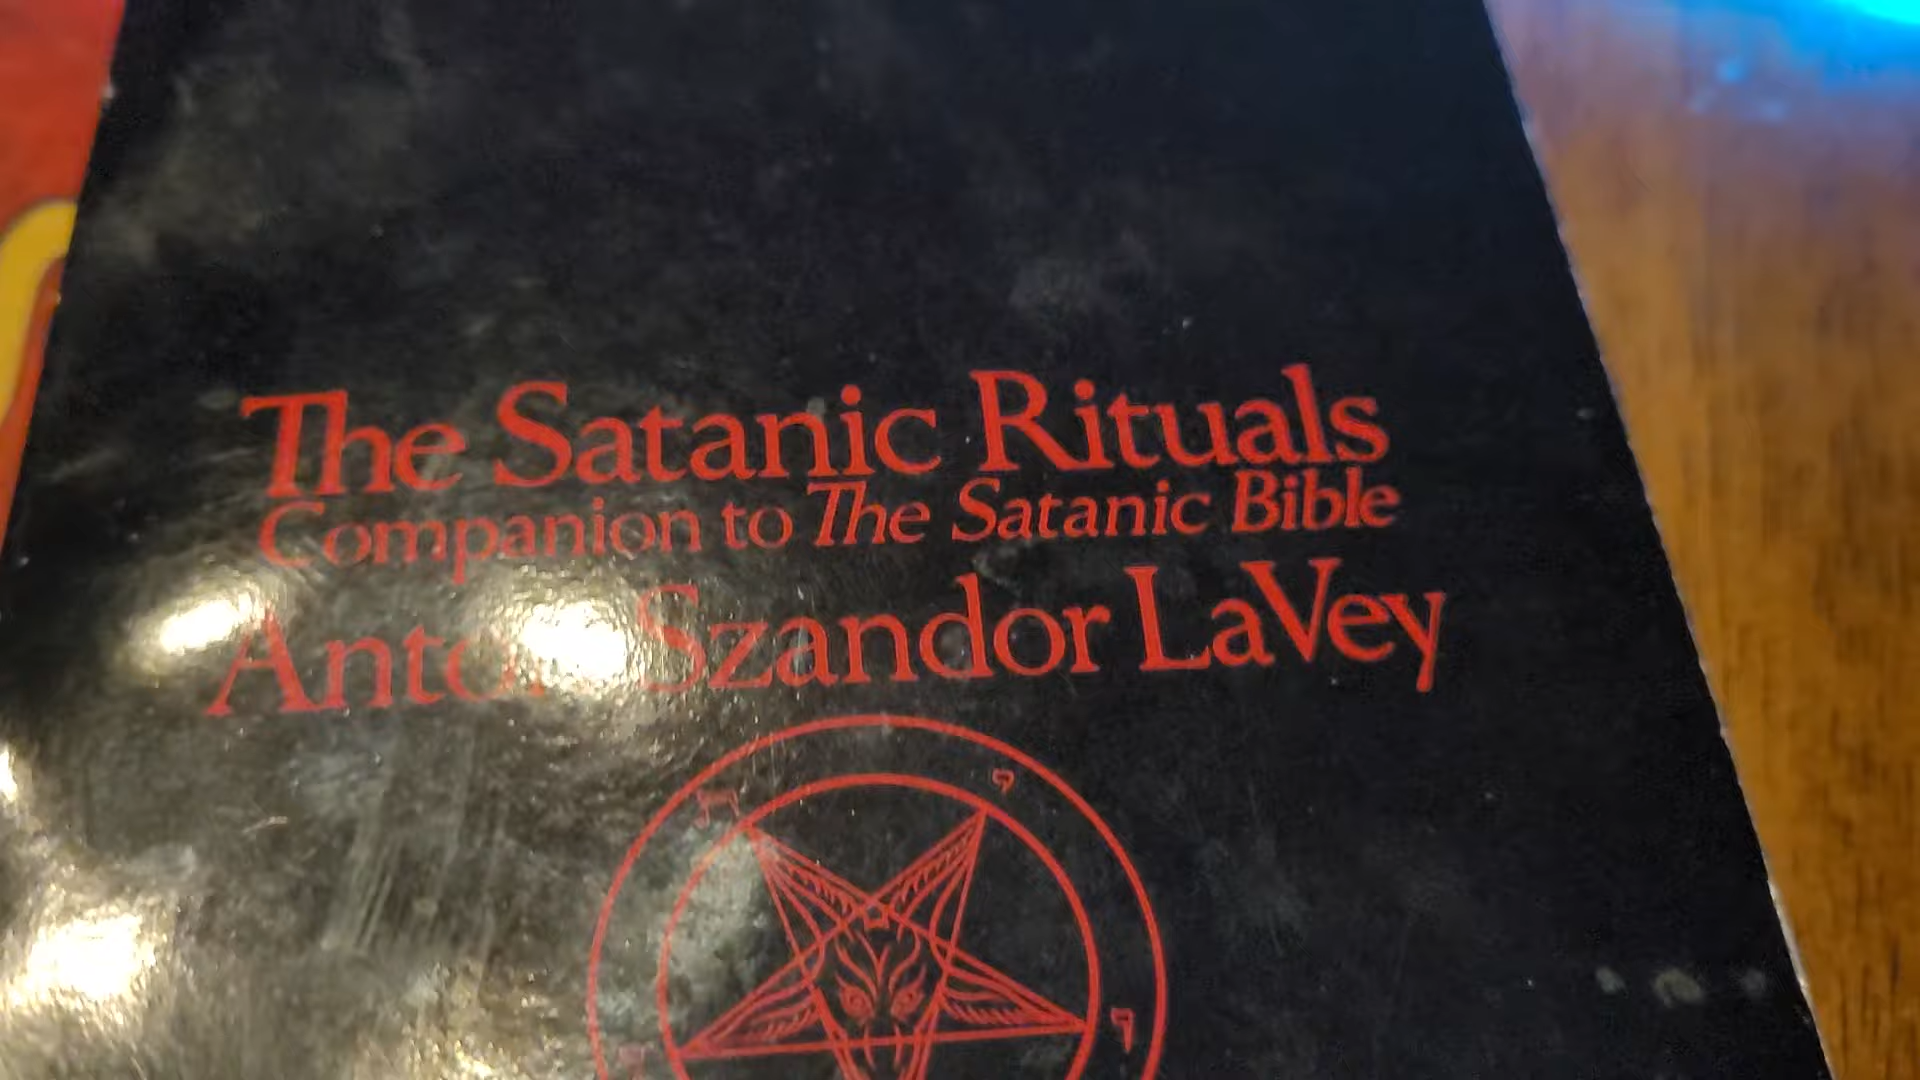 The Satanic Rituals
Companion to The Satanic Bible
Anton Szandor LaVey
ת
ק
ו